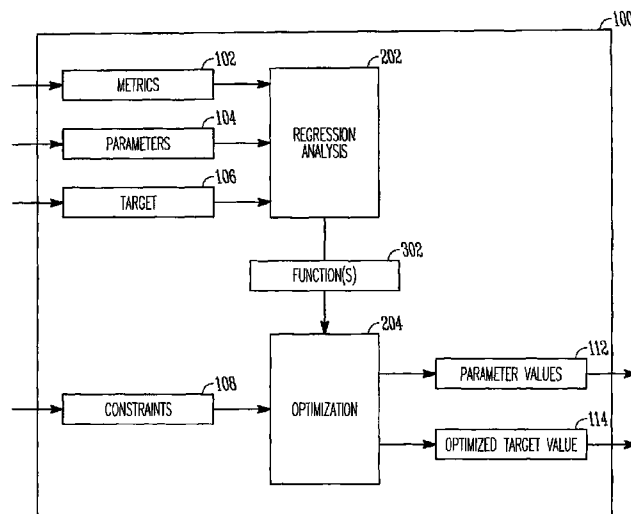 100
102
METRICS
202
REGRESSION
ANALYSIS
104
PARAMETERS
106
TARGET
302
FUNCTION(S)
204
OPTIMIZATION
108
CONSTRAINTS
112
PARAMETER VALUES
114
OPTIMIZED TARGET VALUE